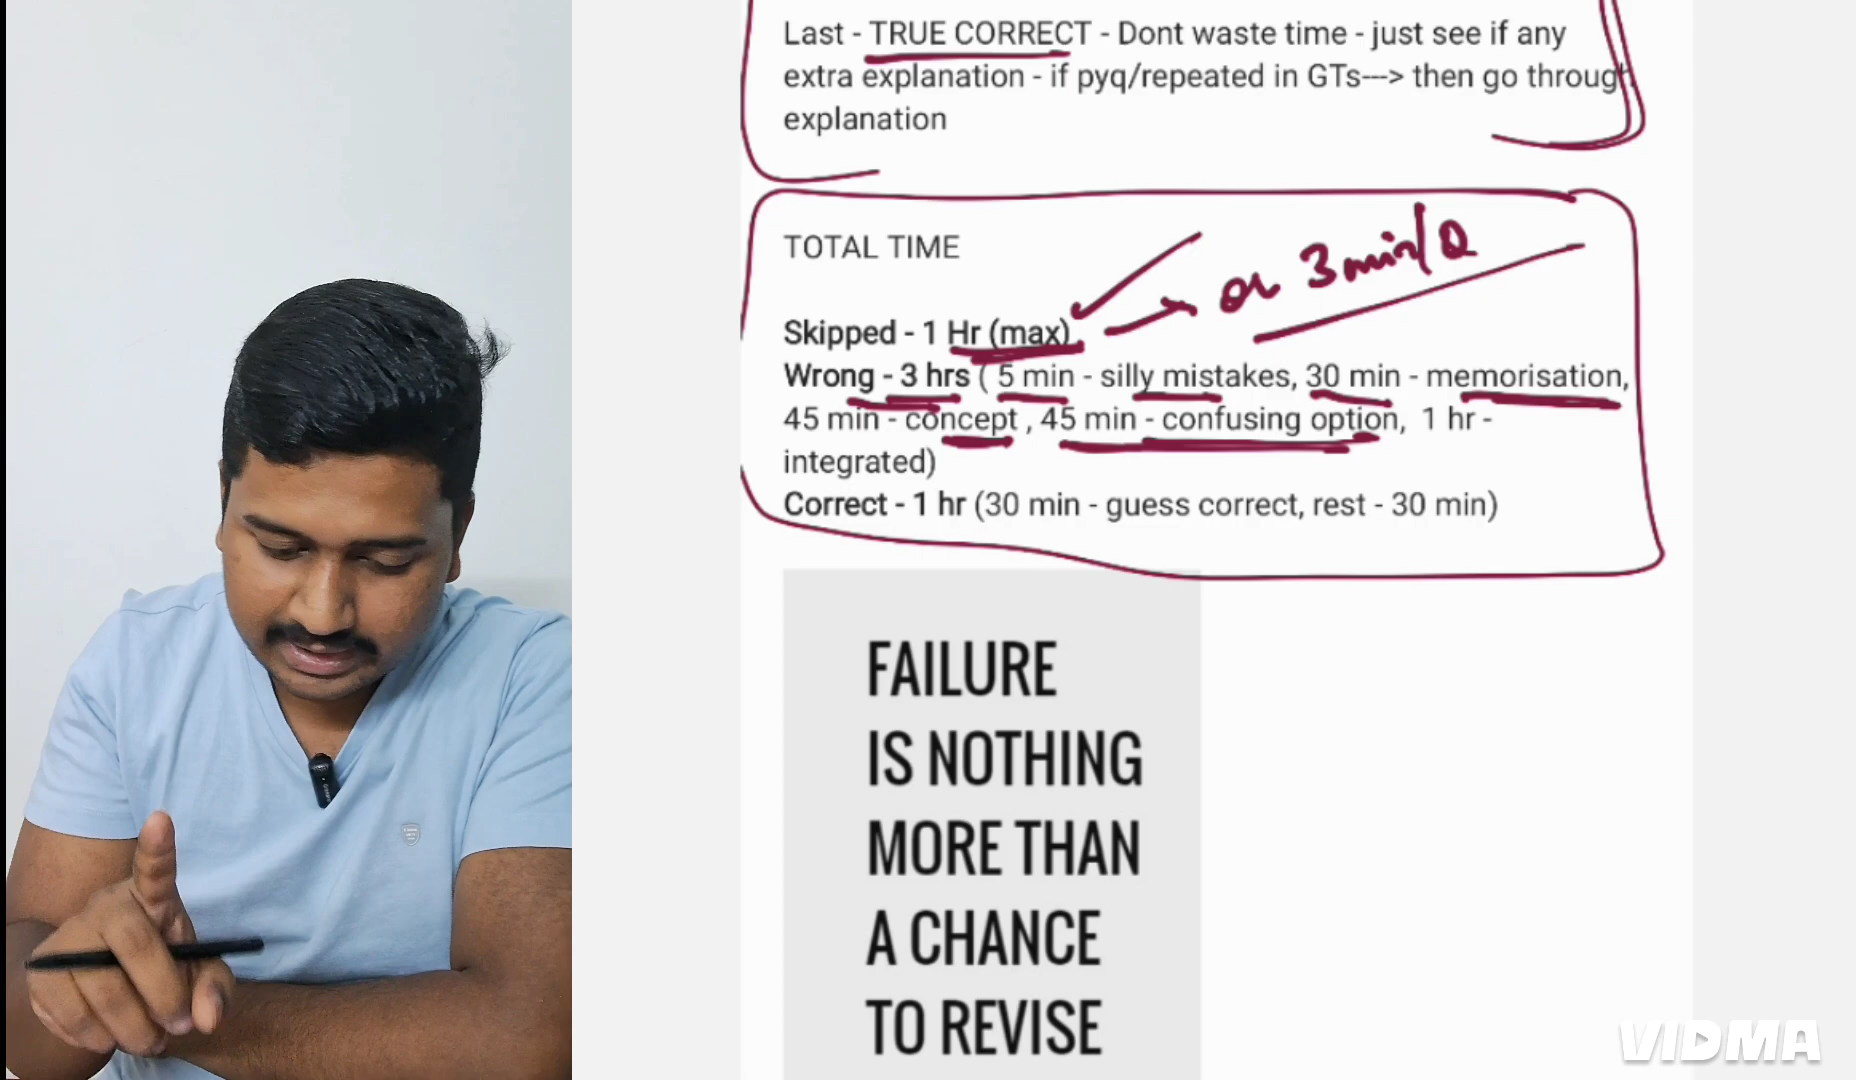 Last - TRUE CORRECT - Dont waste time - just see if any
extra explanation - if pyq/repeated in GTs---> then go through
explanation
TOTAL TIME
or 3 min/Q
Skipped - 1 Hr (max)
Wrong - 3 hrs ( 5 min - silly mistakes, 30 min - memorisation,
45 min - concept , 45 min - confusing option, 1 hr -
integrated)
Correct - 1 hr (30 min - guess correct, rest - 30 min)
FAILURE
IS NOTHING
MORE THAN
A CHANCE
TO REVISE
VIDMA